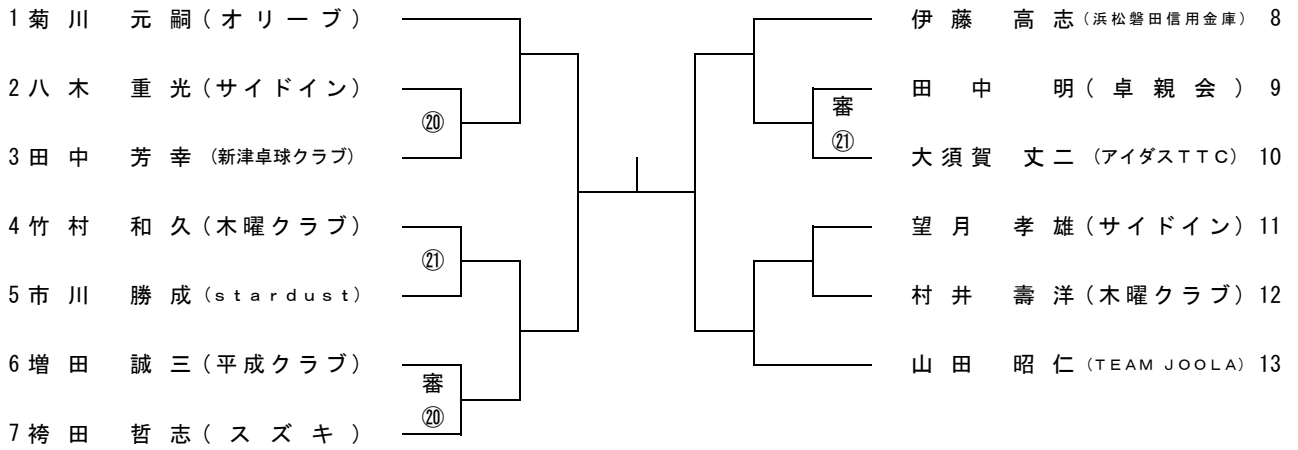 1 菊川 元嗣(オリーブ)
2 八木 重光(サイドイン)
⑳
3 田中 芳幸(新津卓球クラブ)
4 竹村 和久(木曜クラブ)
㉑
5 市川 勝成(stardust)
6 増田 誠三(平成クラブ)
審
⑳
7 袴田 哲志(スズキ)
伊藤 高志(浜松磐田信用金庫) 8
田中 明(卓親会) 9
審
㉑
大須賀 丈二(アイダスTTC) 10
望月 孝雄(サイドイン) 11
村井 壽洋(木曜クラブ) 12
山田 昭仁(TEAM JOOLA) 13